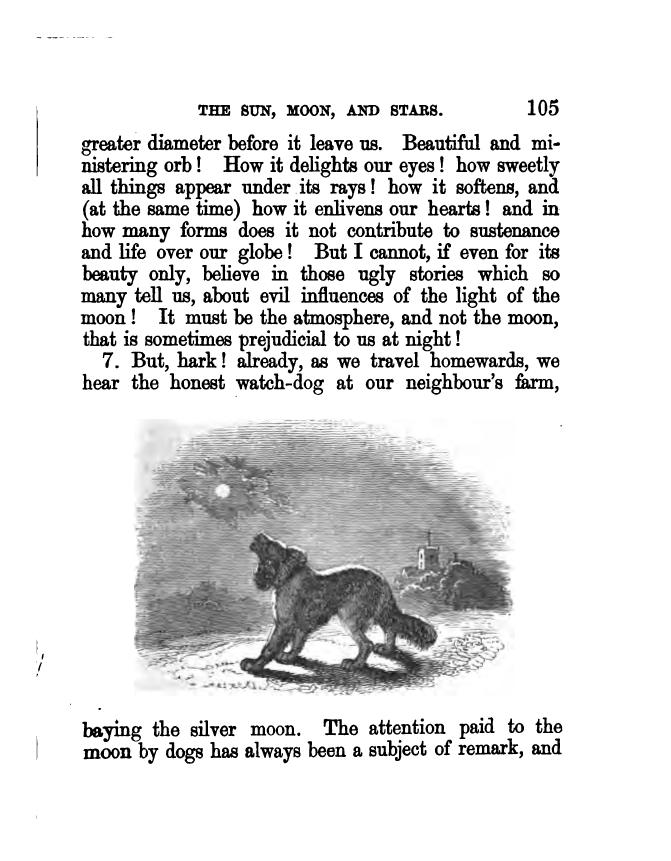 THE SUN, MOON, AND STARS. 105
greater diameter before it leave us. Beautiful and mi-
nistering orb! How it delights our eyes! how sweetly
all things appear under its rays! how it softens, and
(at the same time) how it enlivens our hearts! and in
how many forms does it not contribute to sustenance
and life over our globe! But I cannot, if even for its
beauty only, believe in those ugly stories which so
many tell us, about evil influences of the light of the
moon! It must be the atmosphere, and not the moon,
that is sometimes prejudicial to us at night!
7. But, hark! already, as we travel homewards, we
hear the honest watch-dog at our neighbour's farm,
baying the silver moon. The attention paid to the
moon by dogs has always been a subject of remark, and